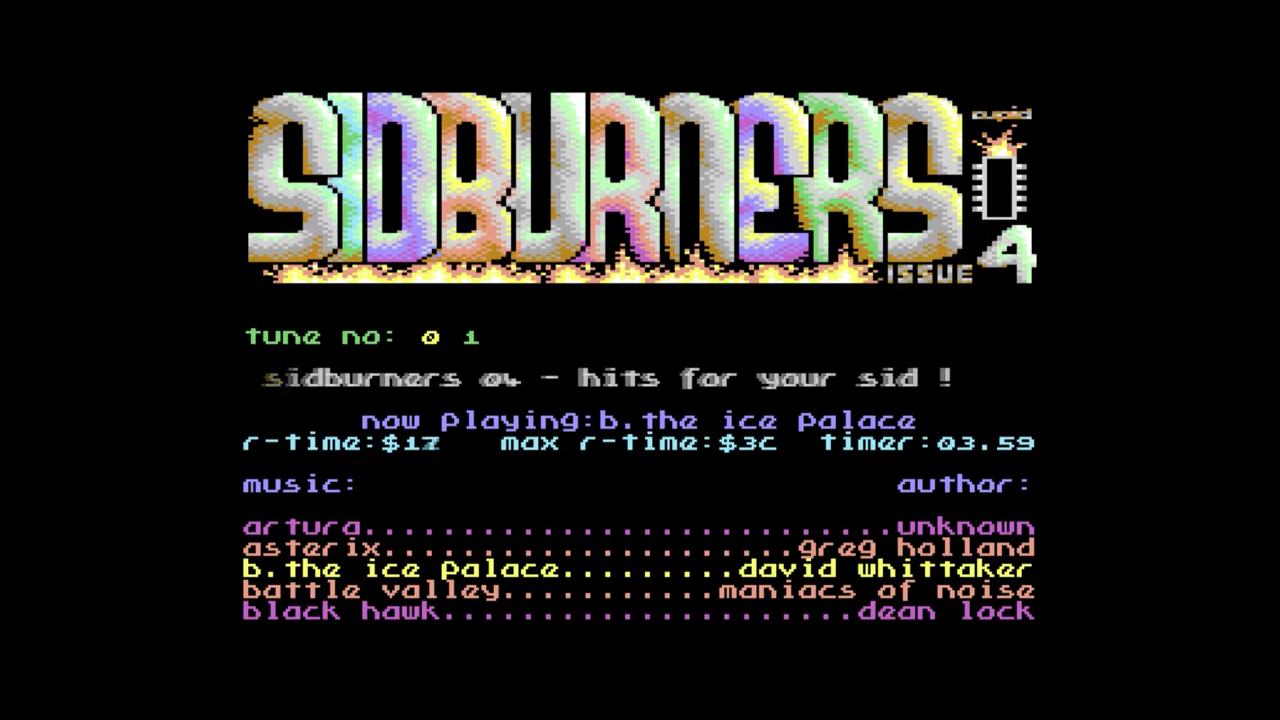 SIDBURNERS
cupid
ISSUE 4
tune no: 0 1
sidburners 04 - hits for your sid !
now playing:b.the ice palace
r-time:$12 max r-time:$3C timer:03.59
music: author:
artura...........................unknown
asterix.....................greg holland
b.the ice palace.........david whittaker
battle valley...........maniacs of noise
black hawk.....................dean lock